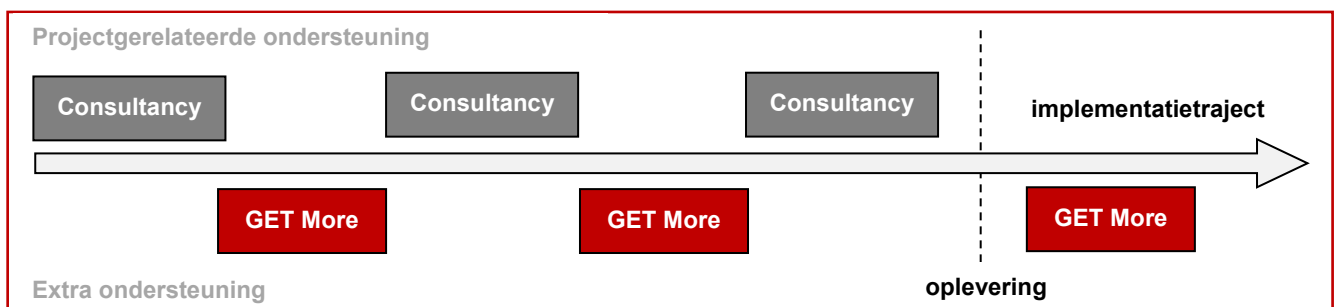 Projectgerelateerde ondersteuning
Consultancy
Consultancy
Consultancy
implementatietraject
GET More
GET More
GET More
Extra ondersteuning
oplevering